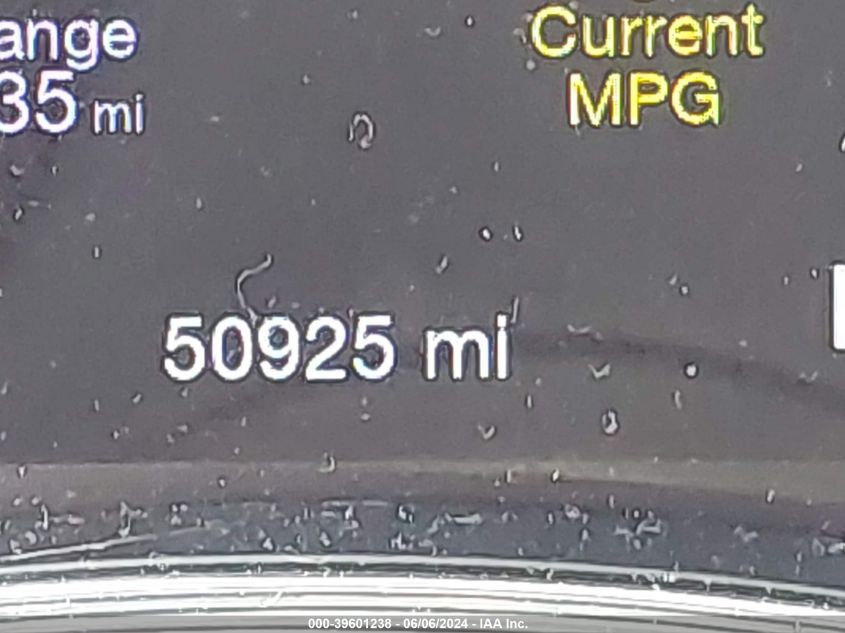 ange
35 mi
Current
MPG
50925 mi
000-39601238 - 06/06/2024 - IAA Inc.